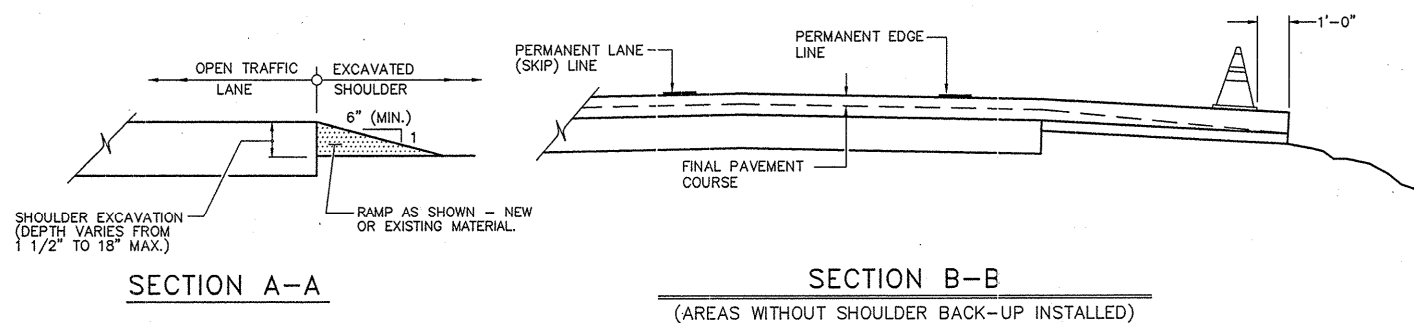 OPEN TRAFFIC
LANE
EXCAVATED
SHOULDER
6" (MIN.)
1
SHOULDER EXCAVATION
(DEPTH VARIES FROM
1 1/2" TO 18" MAX.)
RAMP AS SHOWN – NEW
OR EXISTING MATERIAL.
SECTION A–A
PERMANENT LANE
(SKIP) LINE
PERMANENT EDGE
LINE
1'-0"
FINAL PAVEMENT
COURSE
SECTION B–B
(AREAS WITHOUT SHOULDER BACK–UP INSTALLED)